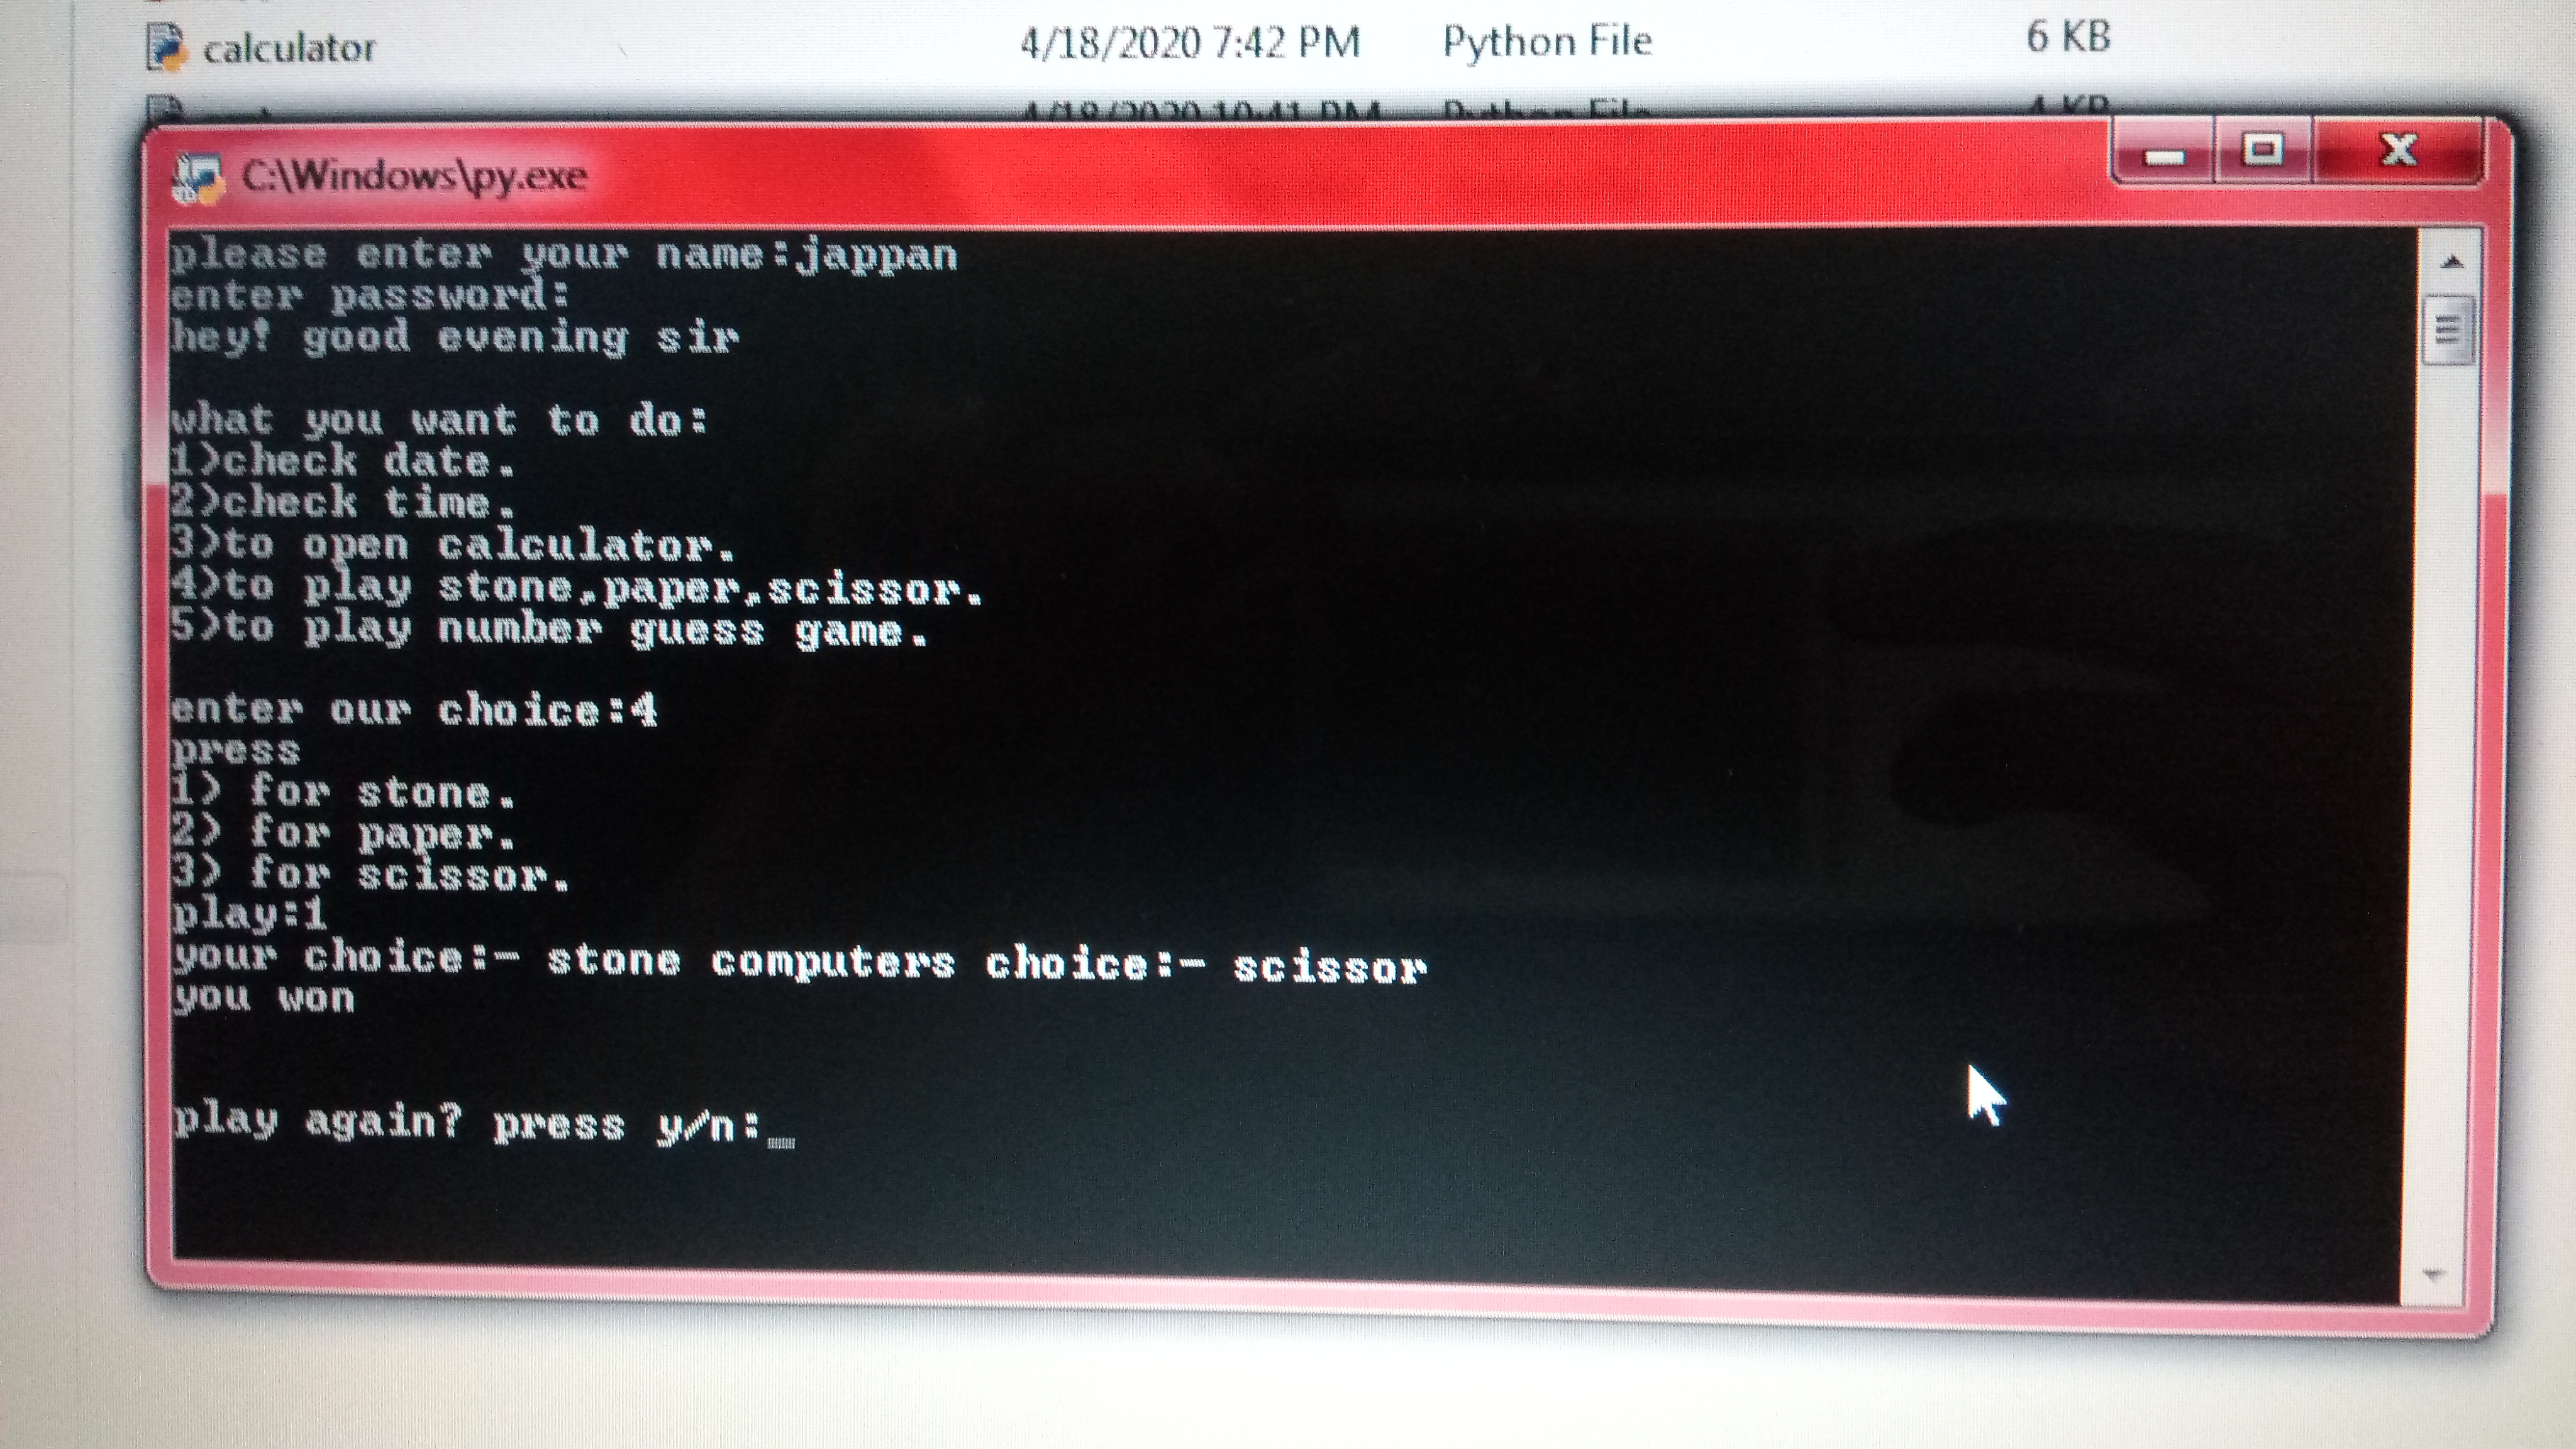 calculator 4/18/2020 7:42 PM Python File 6 KB
4/18/2020 10:41 PM Python File 4 KB
C:\Windows\py.exe
please enter your name:jappan
enter password:
hey! good evening sir
what you want to do:
1)check date.
2)check time.
3)to open calculator.
4)to play stone,paper,scissor.
5)to play number guess game.
enter our choice:4
press
1) for stone.
2) for paper.
3) for scissor.
play:1
your choice:- stone computers choice:- scissor
you won
play again? press y/n:_